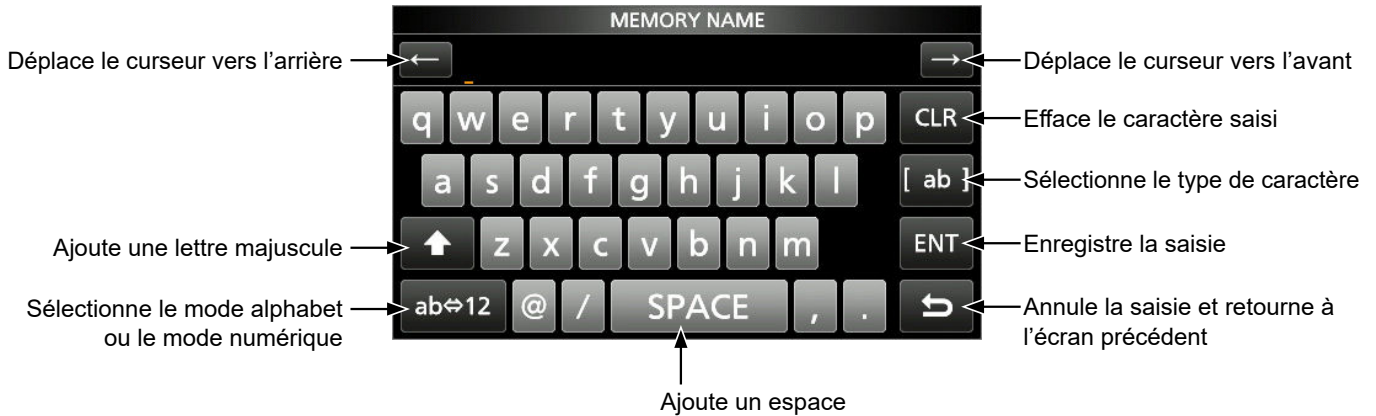 MEMORY NAME
Déplace le curseur vers l’arrière
←
→
Déplace le curseur vers l’avant
q w e r t y u i o p
CLR
Efface le caractère saisi
a s d f g h j k l
[ ab ]
Sélectionne le type de caractère
Ajoute une lettre majuscule
z x c v b n m
ENT
Enregistre la saisie
Sélectionne le mode alphabet
ou le mode numérique
ab⇔12
@ / SPACE , .
Annule la saisie et retourne à
l’écran précédent
Ajoute un espace